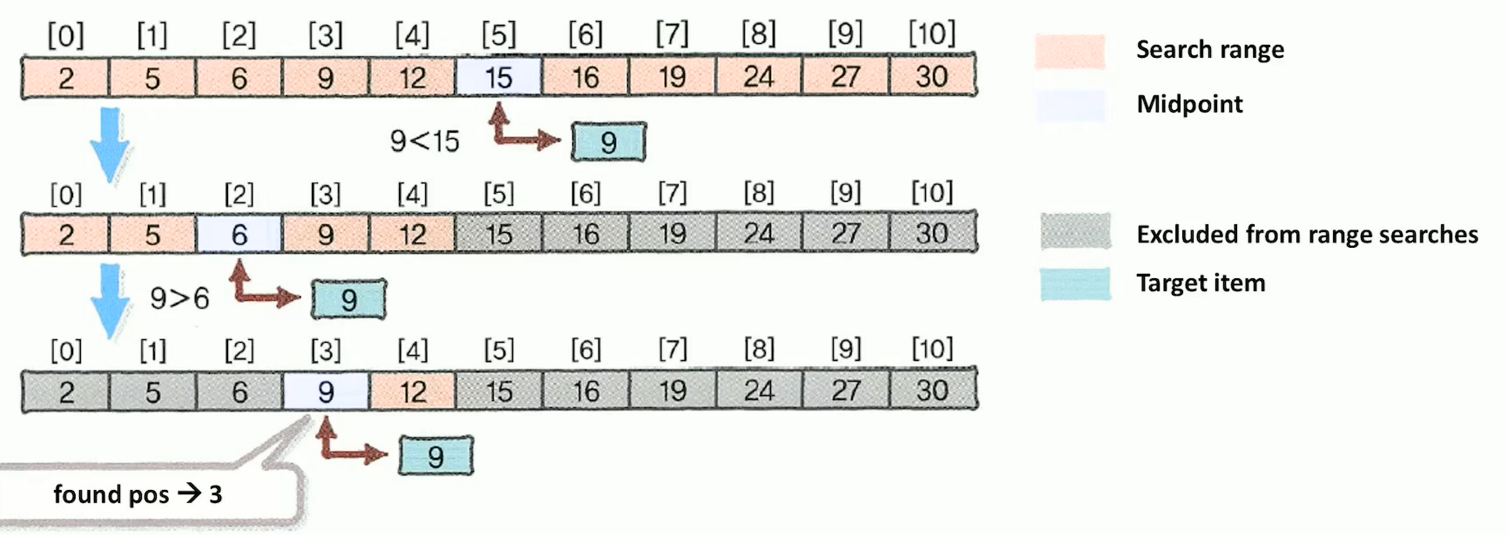 [0] [1] [2] [3] [4] [5] [6] [7] [8] [9] [10]
2 5 6 9 12 15 16 19 24 27 30
9<15
9
[0] [1] [2] [3] [4] [5] [6] [7] [8] [9] [10]
2 5 6 9 12 15 16 19 24 27 30
9>6
9
[0] [1] [2] [3] [4] [5] [6] [7] [8] [9] [10]
2 5 6 9 12 15 16 19 24 27 30
9
found pos → 3
Search range
Midpoint
Excluded from range searches
Target item